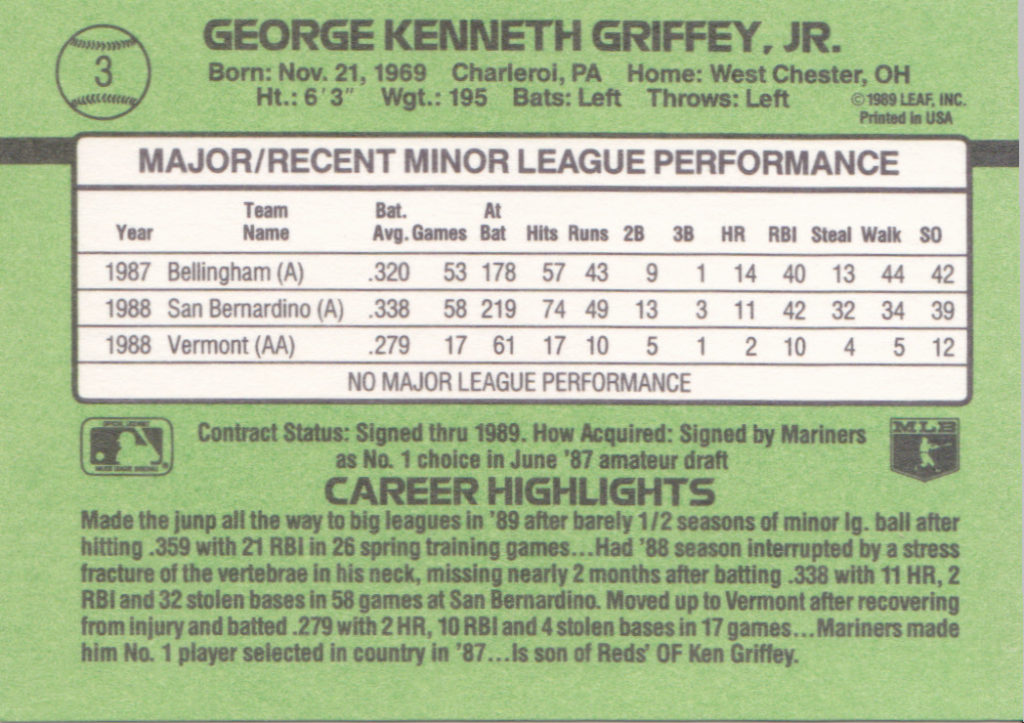 3
GEORGE KENNETH GRIFFEY, JR.
Born: Nov. 21, 1969 Charleroi, PA Home: West Chester, OH
Ht.: 6'3" Wgt.: 195 Bats: Left Throws: Left
©1989 LEAF, INC.
Printed in USA
MAJOR/RECENT MINOR LEAGUE PERFORMANCE
Year Team Name Bat. Avg. Games At Bat Hits Runs 2B 3B HR RBI Steal Walk SO
1987 Bellingham (A) .320 53 178 57 43 9 1 14 40 13 44 42
1988 San Bernardino (A) .338 58 219 74 49 13 3 11 42 32 34 39
1988 Vermont (AA) .279 17 61 17 10 5 1 2 10 4 5 12
NO MAJOR LEAGUE PERFORMANCE
Contract Status: Signed thru 1989. How Acquired: Signed by Mariners
as No. 1 choice in June '87 amateur draft
MLB
CAREER HIGHLIGHTS
Made the junp all the way to big leagues in '89 after barely 1/2 seasons of minor lg. ball after
hitting .359 with 21 RBI in 26 spring training games...Had '88 season interrupted by a stress
fracture of the vertebrae in his neck, missing nearly 2 months after batting .338 with 11 HR, 2
RBI and 32 stolen bases in 58 games at San Bernardino. Moved up to Vermont after recovering
from injury and batted .279 with 2 HR, 10 RBI and 4 stolen bases in 17 games...Mariners made
him No. 1 player selected in country in '87...Is son of Reds' OF Ken Griffey.